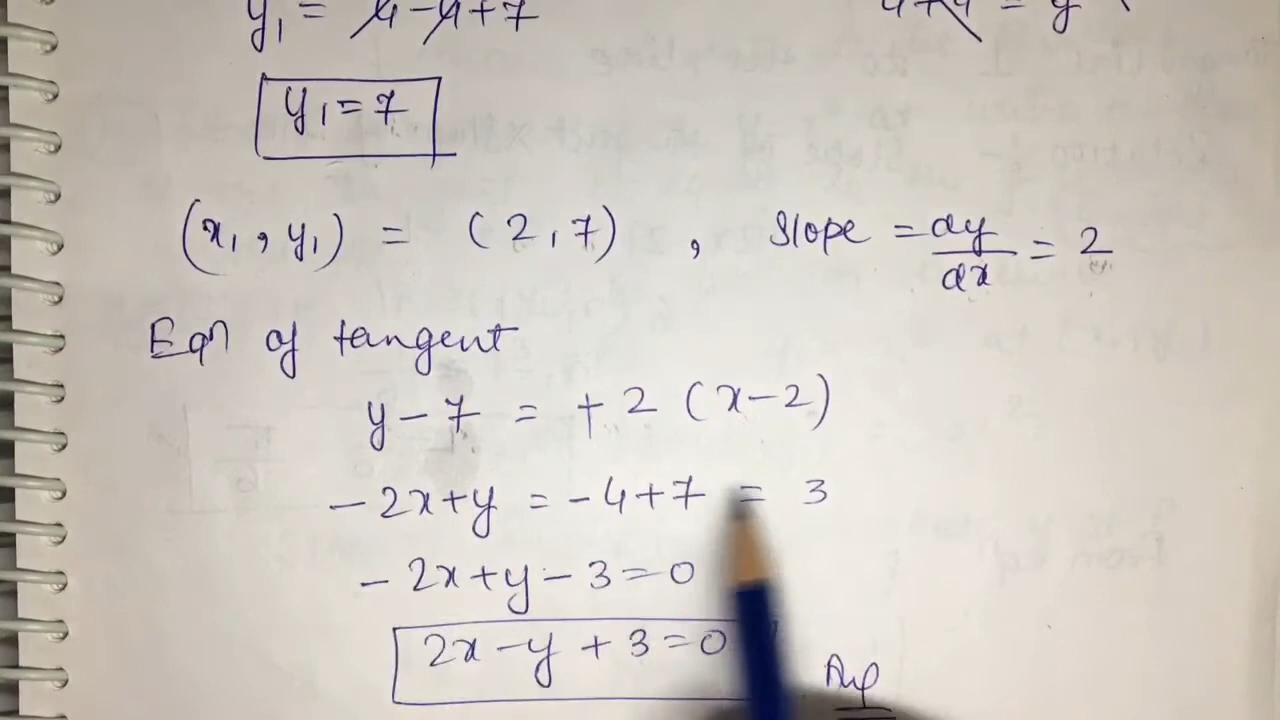 y₁ = 4 - 4 + 7
y₁ = 7
(x₁, y₁) = (2, 7) , Slope = dy/dx = 2
Eqn of tangent
y - 7 = + 2 (x - 2)
- 2x + y = - 4 + 7 = 3
- 2x + y - 3 = 0
2x - y + 3 = 0